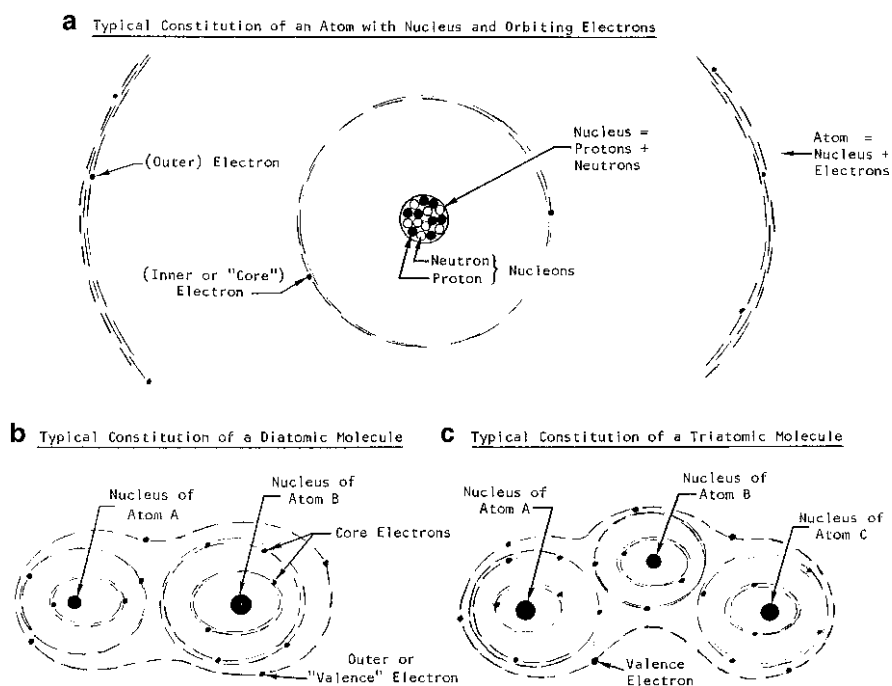 a Typical Constitution of an Atom with Nucleus and Orbiting Electrons
(Outer) Electron
Nucleus =
Protons +
Neutrons
Atom =
Nucleus +
Electrons
(Inner or "Core")
Electron
Neutron
Proton
} Nucleons
b Typical Constitution of a Diatomic Molecule
Nucleus of
Atom A
Nucleus of
Atom B
Core Electrons
Outer or
"Valence" Electron
c Typical Constitution of a Triatomic Molecule
Nucleus of
Atom A
Nucleus of
Atom B
Nucleus of
Atom C
Valence
Electron